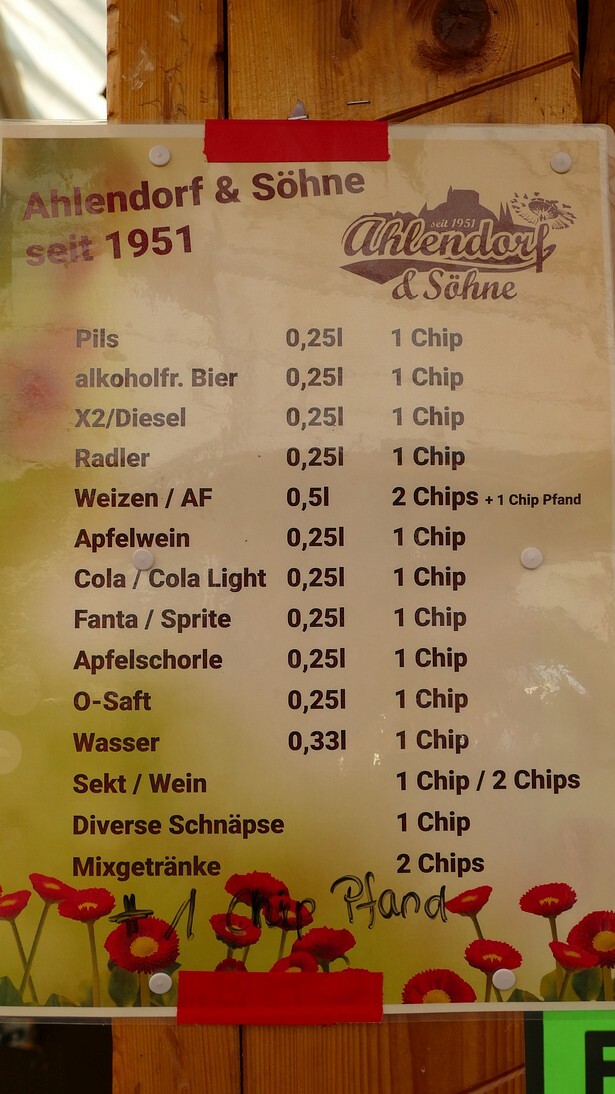 Ahlendorf & Söhne
seit 1951
seit 1951
Ahlendorf
& Söhne
Pils 0,25l 1 Chip
alkoholfr. Bier 0,25l 1 Chip
X2/Diesel 0,25l 1 Chip
Radler 0,25l 1 Chip
Weizen / AF 0,5l 2 Chips + 1 Chip Pfand
Apfelwein 0,25l 1 Chip
Cola / Cola Light 0,25l 1 Chip
Fanta / Sprite 0,25l 1 Chip
Apfelschorle 0,25l 1 Chip
O-Saft 0,25l 1 Chip
Wasser 0,33l 1 Chip
Sekt / Wein 1 Chip / 2 Chips
Diverse Schnäpse 1 Chip
Mixgetränke 2 Chips
+ 1 Chip Pfand